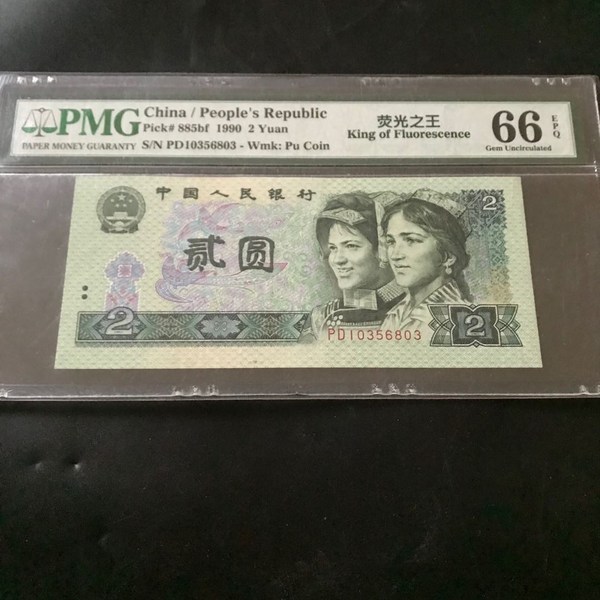 PMG
PAPER MONEY GUARANTY
China / People's Republic
Pick# 885bf 1990 2 Yuan
S/N PD10356803 - Wmk: Pu Coin
荧光之王
King of Fluorescence
66 EPQ
Gem Uncirculated
中国人民银行
2
贰圆
2
PD10356803
2